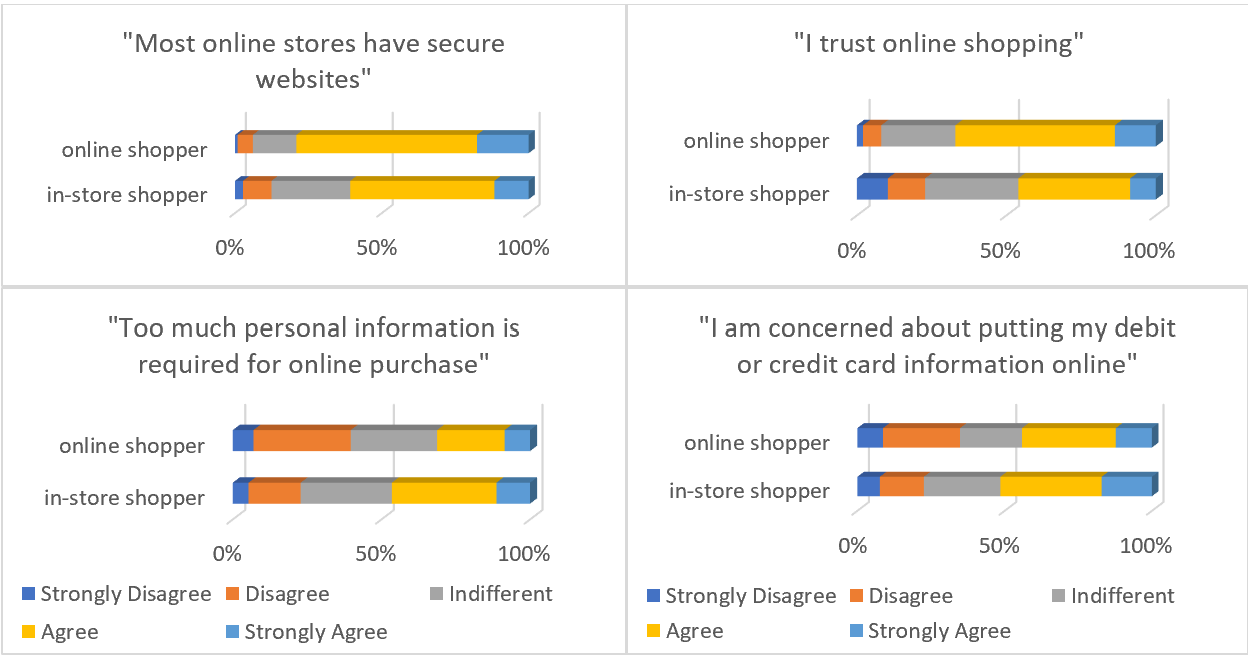 "Most online stores have secure
websites"
online shopper
in-store shopper
0%
50%
100%
"I trust online shopping"
online shopper
in-store shopper
0%
50%
100%
"Too much personal information is
required for online purchase"
online shopper
in-store shopper
0%
50%
100%
Strongly Disagree
Disagree
Indifferent
Agree
Strongly Agree
"I am concerned about putting my debit
or credit card information online"
online shopper
in-store shopper
0%
50%
100%
Strongly Disagree
Disagree
Indifferent
Agree
Strongly Agree